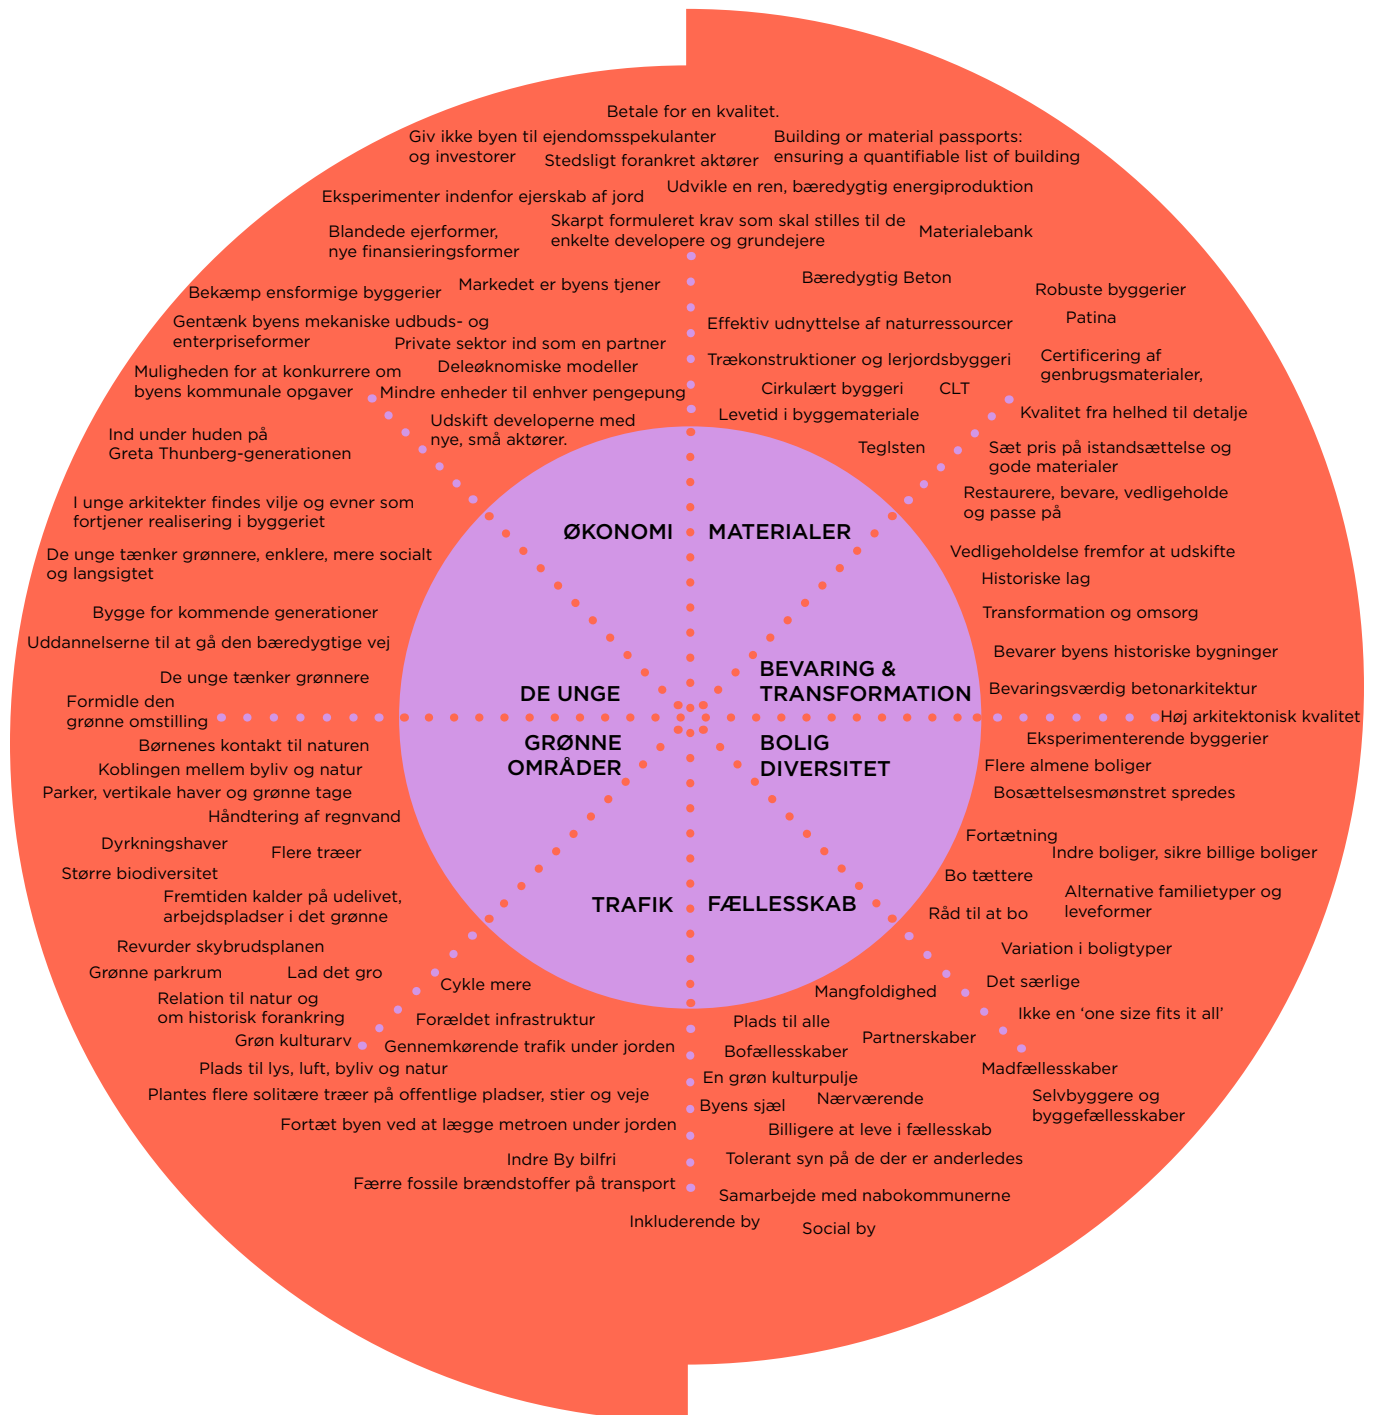 Betale for en kvalitet.
Giv ikke byen til ejendomsspekulanter
og investorer
Stedsligt forankret aktører
Building or material passports:
ensuring a quantifiable list of building
Eksperimenter indenfor ejerskab af jord
Udvikle en ren, bæredygtig energiproduktion
Blandede ejerformer,
nye finansieringsformer
Skarpt formuleret krav som skal stilles til de
enkelte developere og grundejere
Materialebank
Bekæmp ensformige byggerier
Markedet er byens tjener
Bæredygtig Beton
Robuste byggerier
Patina
Gentænk byens mekaniske udbuds- og
enterpriseformer
Private sektor ind som en partner
Effektiv udnyttelse af naturressourcer
Muligheden for at konkurrere om
byens kommunale opgaver
Deleøknomiske modeller
Mindre enheder til enhver pengepung
Trækonstruktioner og lerjordsbyggeri
Certificering af
genbrugsmaterialer,
Cirkulært byggeri
CLT
Udskift developerne med
nye, små aktører.
Levetid i byggemateriale
Kvalitet fra helhed til detalje
Teglsten
Ind under huden på
Greta Thunberg-generationen
Sæt pris på istandsættelse og
gode materialer
I unge arkitekter findes vilje og evner som
fortjener realisering i byggeriet
Restaurere, bevare, vedligeholde
og passe på
ØKONOMI
MATERIALER
De unge tænker grønnere, enklere, mere socialt
og langsigtet
Vedligeholdelse fremfor at udskifte
Historiske lag
Bygge for kommende generationer
Transformation og omsorg
Uddannelserne til at gå den bæredygtige vej
Bevarer byens historiske bygninger
De unge tænker grønnere
DE UNGE
BEVARING &
TRANSFORMATION
Bevaringsværdig betonarkitektur
Formidle den
grønne omstilling
Høj arkitektonisk kvalitet
Børnenes kontakt til naturen
GRØNNE
OMRÅDER
BOLIG
DIVERSITET
Eksperimenterende byggerier
Koblingen mellem byliv og natur
Flere almene boliger
Parker, vertikale haver og grønne tage
Bosættelsesmønstret spredes
Håndtering af regnvand
Dyrkningshaver
Flere træer
Fortætning
Indre boliger, sikre billige boliger
Større biodiversitet
Bo tættere
Fremtiden kalder på udelivet,
arbejdspladser i det grønne
Alternative familietyper og
leveformer
TRAFIK
FÆLLESSKAB
Råd til at bo
Revurder skybrudsplanen
Variation i boligtyper
Grønne parkrum
Lad det gro
Cykle mere
Mangfoldighed
Det særlige
Relation til natur og
om historisk forankring
Forældet infrastruktur
Plads til alle
Ikke en ‘one size fits it all’
Grøn kulturarv
Gennemkørende trafik under jorden
Partnerskaber
Bofællesskaber
Plads til lys, luft, byliv og natur
Madfællesskaber
En grøn kulturpulje
Plantes flere solitære træer på offentlige pladser, stier og veje
Byens sjæl
Nærværende
Selvbyggere og
byggefællesskaber
Fortæt byen ved at lægge metroen under jorden
Billigere at leve i fællesskab
Indre By bilfri
Tolerant syn på de der er anderledes
Færre fossile brændstoffer på transport
Samarbejde med nabokommunerne
Inkluderende by
Social by